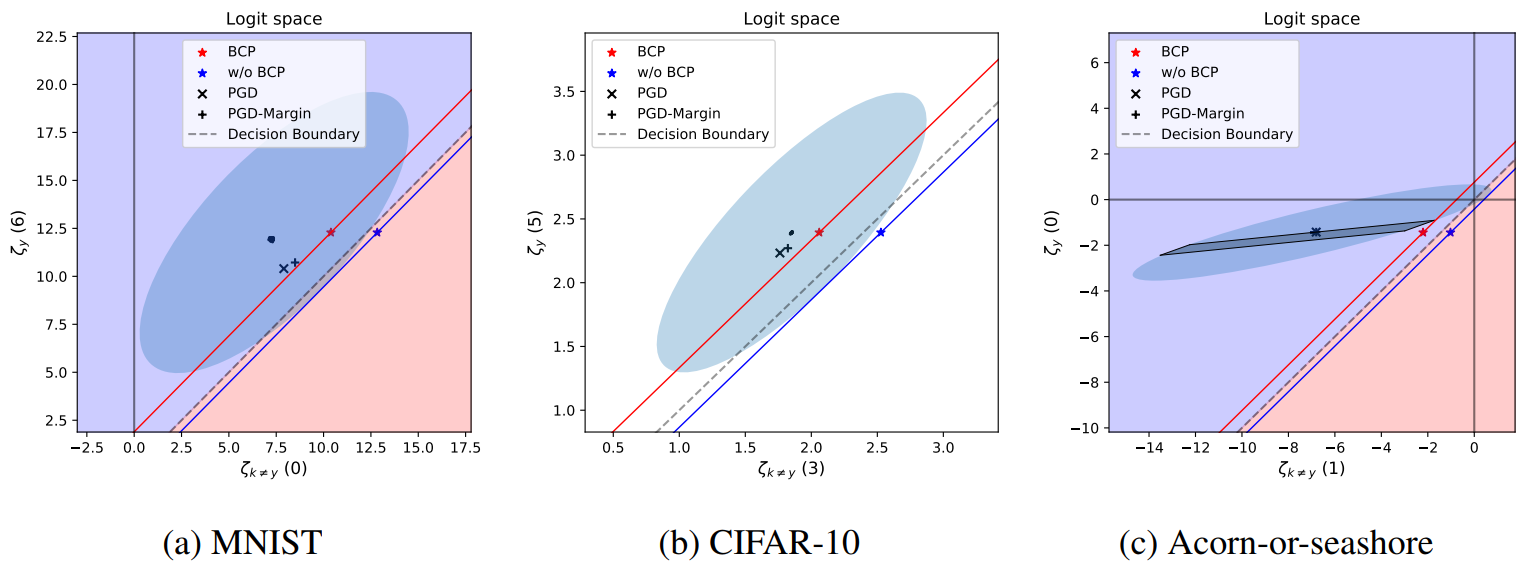 Logit space
22.5
20.0
17.5
15.0
12.5
10.0
7.5
5.0
2.5
ζy (6)
BCP
w/o BCP
PGD
PGD-Margin
Decision Boundary
−2.5 0.0 2.5 5.0 7.5 10.0 12.5 15.0 17.5
ζk≠y (0)
(a) MNIST
Logit space
3.5
3.0
2.5
2.0
1.5
1.0
ζy (5)
BCP
w/o BCP
PGD
PGD-Margin
Decision Boundary
0.5 1.0 1.5 2.0 2.5 3.0
ζk≠y (3)
(b) CIFAR-10
Logit space
6
4
2
0
−2
−4
−6
−8
−10
ζy (0)
BCP
w/o BCP
PGD
PGD-Margin
Decision Boundary
−14 −12 −10 −8 −6 −4 −2 0
ζk≠y (1)
(c) Acorn-or-seashore